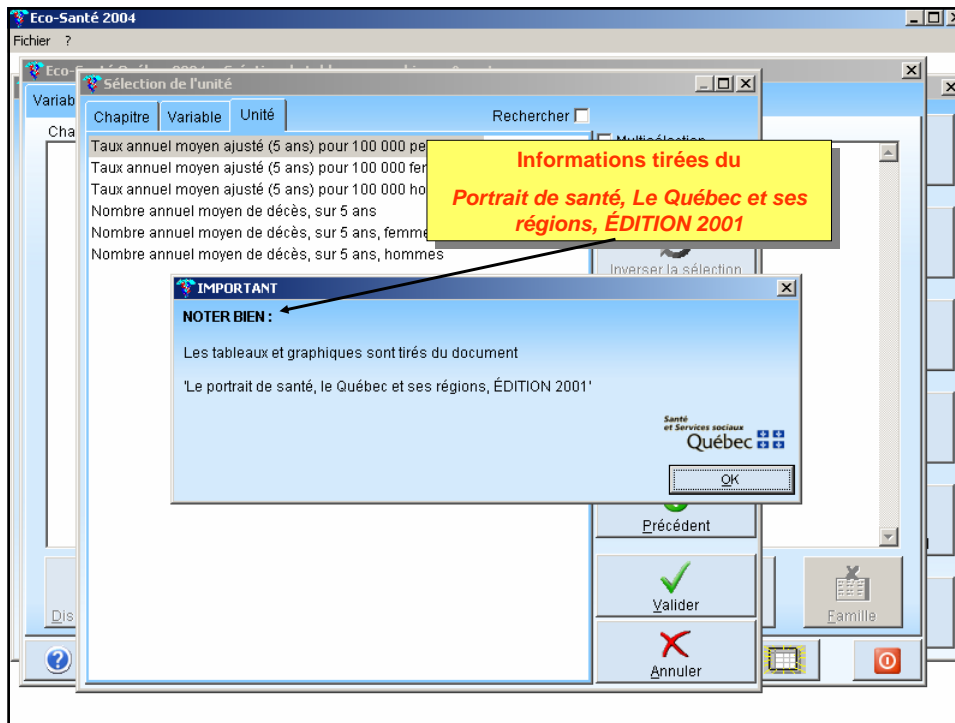 Eco-Santé 2004
Fichier ?
Variab
Cha
Sélection de l'unité
Chapitre Variable Unité Rechercher
Taux annuel moyen ajusté (5 ans) pour 100 000 pe
Taux annuel moyen ajusté (5 ans) pour 100 000 fer
Taux annuel moyen ajusté (5 ans) pour 100 000 ho
Nombre annuel moyen de décès, sur 5 ans
Nombre annuel moyen de décès, sur 5 ans, femme
Nombre annuel moyen de décès, sur 5 ans, hommes
Informations tirées du
Portrait de santé, Le Québec et ses
régions, ÉDITION 2001
Inverser la sélection
IMPORTANT
NOTER BIEN :
Les tableaux et graphiques sont tirés du document
'Le portrait de santé, le Québec et ses régions, ÉDITION 2001'
Santé
et Services sociaux
Québec
OK
Précédent
Valider
Annuler
Dis
Famille